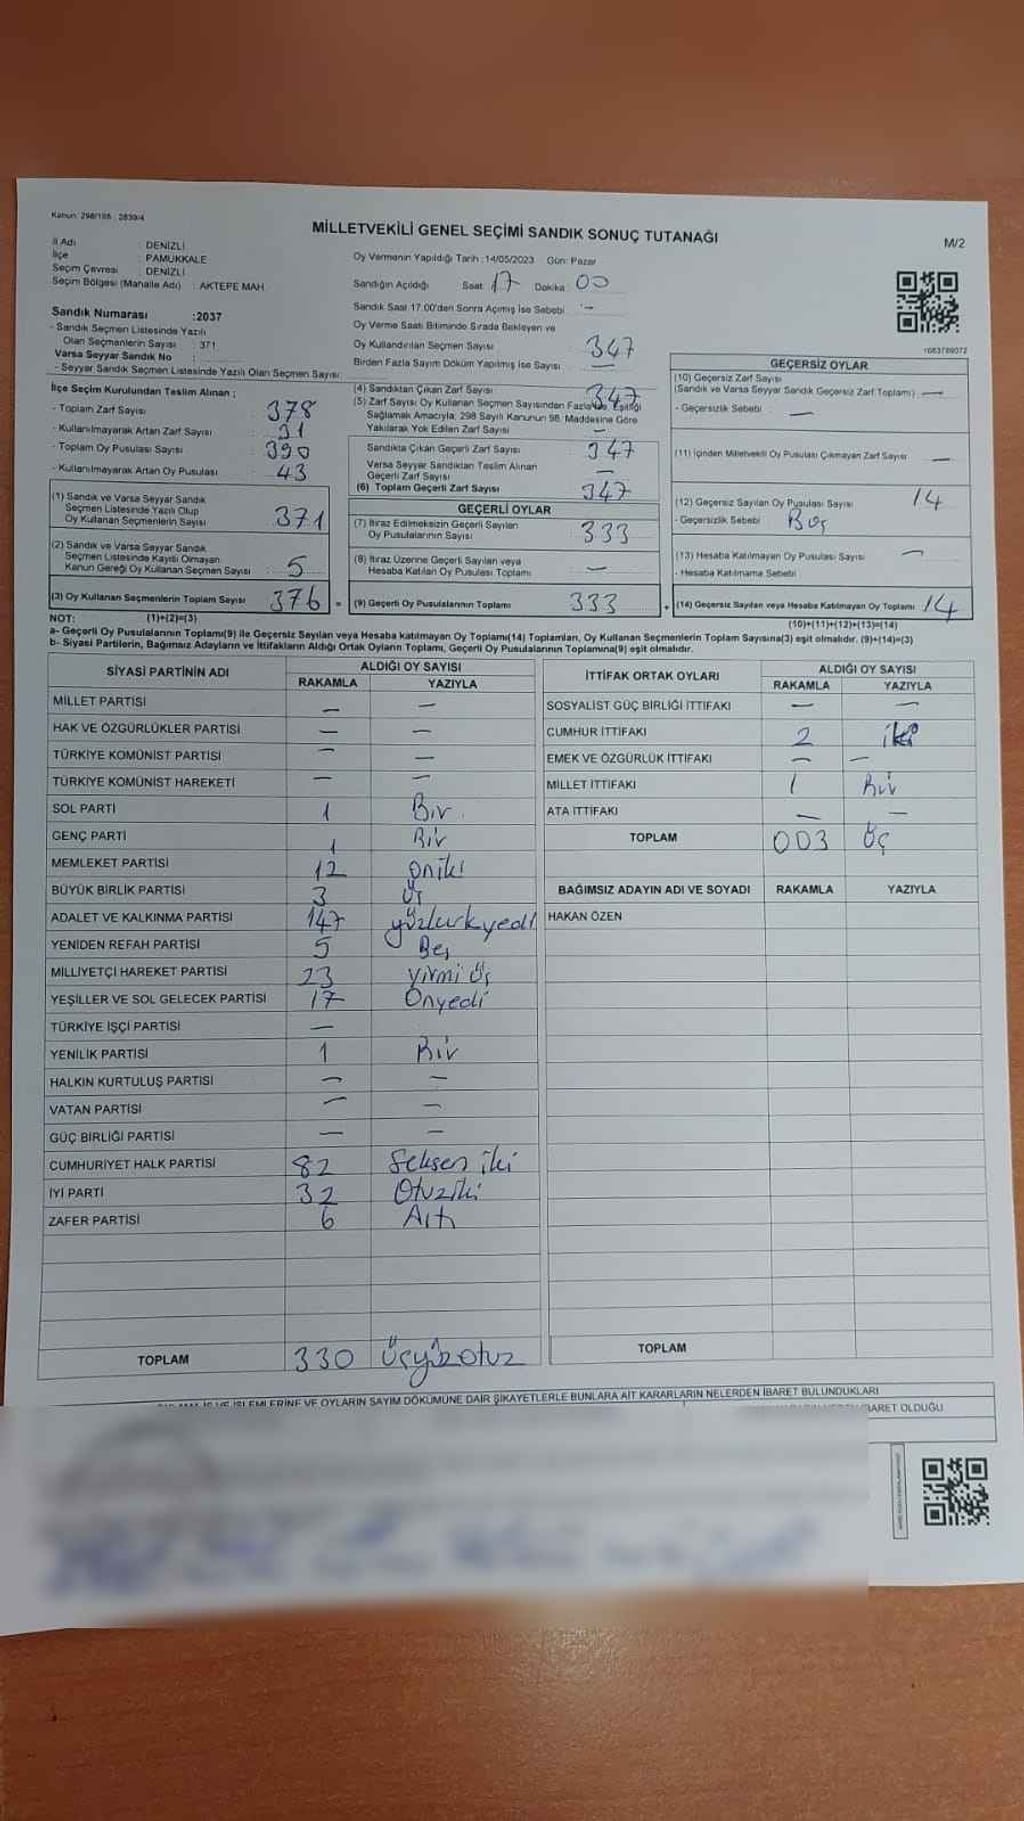 Kanun: 298/105 2839/4
MİLLETVEKİLİ GENEL SEÇİMİ SANDIK SONUÇ TUTANAĞI
M/2
İl Adı : DENİZLİ
İlçe : PAMUKKALE
Seçim Çevresi : DENİZLİ
Seçim Bölgesi (Mahalle Adı) : AKTEPE MAH
Oy Vermenin Yapıldığı Tarih :14/05/2023 Gün: Pazar
Sandığın Açıldığı Saat 17 Dakika 00
Sandık Saat 17.00'den Sonra Açılmış İse Sebebi : -
Oy Verme Saati Bitiminde Sırada Bekleyen ve
Oy Kullandırılan Seçmen Sayısı 347
Birden Fazla Sayım Döküm Yapılmış İse Sayısı —
Sandık Numarası :2037
- Sandık Seçmen Listesinde Yazılı
Olan Seçmenlerin Sayısı : 371
Varsa Seyyar Sandık No :
- Seyyar Sandık Seçmen Listesinde Yazılı Olan Seçmen Sayısı:
İlçe Seçim Kurulundan Teslim Alınan ;
- Toplam Zarf Sayısı : 378
- Kullanılmayarak Artan Zarf Sayısı : 31
- Toplam Oy Pusulası Sayısı : 390
- Kullanılmayarak Artan Oy Pusulası : 43
(1) Sandık ve Varsa Seyyar Sandık
Seçmen Listesinde Yazılı Olup
Oy Kullanan Seçmenlerin Sayısı : 371
(2) Sandık ve Varsa Seyyar Sandık
Seçmen Listesinde Kaydı Olmayan
Kanun Gereği Oy Kullanan Seçmen Sayısı : 5
(3) Oy Kullanan Seçmenlerin Toplam Sayısı : 376 =
(4) Sandıktan Çıkan Zarf Sayısı 347
(5) Zarf Sayısı Oy Kullanan Seçmen Sayısından Fazla İse, Eşitliği
Sağlamak Amacıyla; 298 Sayılı Kanunun 98. Maddesine Göre
Yakılarak Yok Edilen Zarf Sayısı —
Sandıkta Çıkan Geçerli Zarf Sayısı 347
Varsa Seyyar Sandıktan Teslim Alınan
Geçerli Zarf Sayısı —
(6) Toplam Geçerli Zarf Sayısı 347
GEÇERLİ OYLAR
(7) İtiraz Edilmeksizin Geçerli Sayılan
Oy Pusulalarının Sayısı 333
(8) İtiraz Üzerine Geçerli Sayılan veya
Hesaba Katılan Oy Pusulası Toplamı —
(9) Geçerli Oy Pusulalarının Toplamı 333 +
1663789072
GEÇERSİZ OYLAR
(10) Geçersiz Zarf Sayısı
(Sandık ve Varsa Seyyar Sandık Geçersiz Zarf Toplamı) —
- Geçersizlik Sebebi : —
(11) İçinden Milletvekili Oy Pusulası Çıkmayan Zarf Sayısı —
(12) Geçersiz Sayılan Oy Pusulası Sayısı 14
- Geçersizlik Sebebi Boş
(13) Hesaba Katılmayan Oy Pusulası Sayısı —
- Hesaba Katılmama Sebebi
(14) Geçersiz Sayılan veya Hesaba Katılmayan Oy Toplamı 14
NOT: (1)+(2)=(3) (10)+(11)+(12)+(13)=(14)
a- Geçerli Oy Pusulalarının Toplamı(9) ile Geçersiz Sayılan veya Hesaba katılmayan Oy Toplamı(14) Toplamları, Oy Kullanan Seçmenlerin Toplam Sayısına(3) eşit olmalıdır. (9)+(14)=(3)
b- Siyasi Partilerin, Bağımsız Adayların ve İttifakların Aldığı Ortak Oyların Toplamı, Geçerli Oy Pusulalarının Toplamına(9) eşit olmalıdır.
SİYASİ PARTİNİN ADI ALDIĞI OY SAYISI
RAKAMLA YAZIYLA
MİLLET PARTİSİ — —
HAK VE ÖZGÜRLÜKLER PARTİSİ — —
TÜRKİYE KOMÜNİST PARTİSİ — —
TÜRKİYE KOMÜNİST HAREKETİ — —
SOL PARTİ 1 Bir
GENÇ PARTİ 1 Bir
MEMLEKET PARTİSİ 12 oniki
BÜYÜK BİRLİK PARTİSİ 3 Üç
ADALET VE KALKINMA PARTİSİ 147 yüzkırkyedi
YENİDEN REFAH PARTİSİ 5 Beş
MİLLİYETÇİ HAREKET PARTİSİ 23 yirmi üç
YEŞİLLER VE SOL GELECEK PARTİSİ 17 Onyedi
TÜRKİYE İŞÇİ PARTİSİ —
YENİLİK PARTİSİ 1 Bir
HALKIN KURTULUŞ PARTİSİ — —
VATAN PARTİSİ — —
GÜÇ BİRLİĞİ PARTİSİ — —
CUMHURİYET HALK PARTİSİ 82 Seksen iki
İYİ PARTİ 32 Otuziki
ZAFER PARTİSİ 6 Altı
TOPLAM 330 Üçyüzotuz
İTTİFAK ORTAK OYLARI ALDIĞI OY SAYISI
RAKAMLA YAZIYLA
SOSYALİST GÜÇ BİRLİĞİ İTTİFAKI — —
CUMHUR İTTİFAKI 2 iki
EMEK VE ÖZGÜRLÜK İTTİFAKI — —
MİLLET İTTİFAKI 1 Bir
ATA İTTİFAKI — —
TOPLAM 003 Üç
BAĞIMSIZ ADAYIN ADI VE SOYADI RAKAMLA YAZIYLA
HAKAN ÖZEN
TOPLAM
İŞLEMLERİNE VE OYLARIN SAYIM DÖKÜMÜNE DAİR ŞİKAYETLERLE BUNLARA AİT KARARLARIN NELERDEN İBARET BULUNDUKLARI
İBARET OLDUĞU